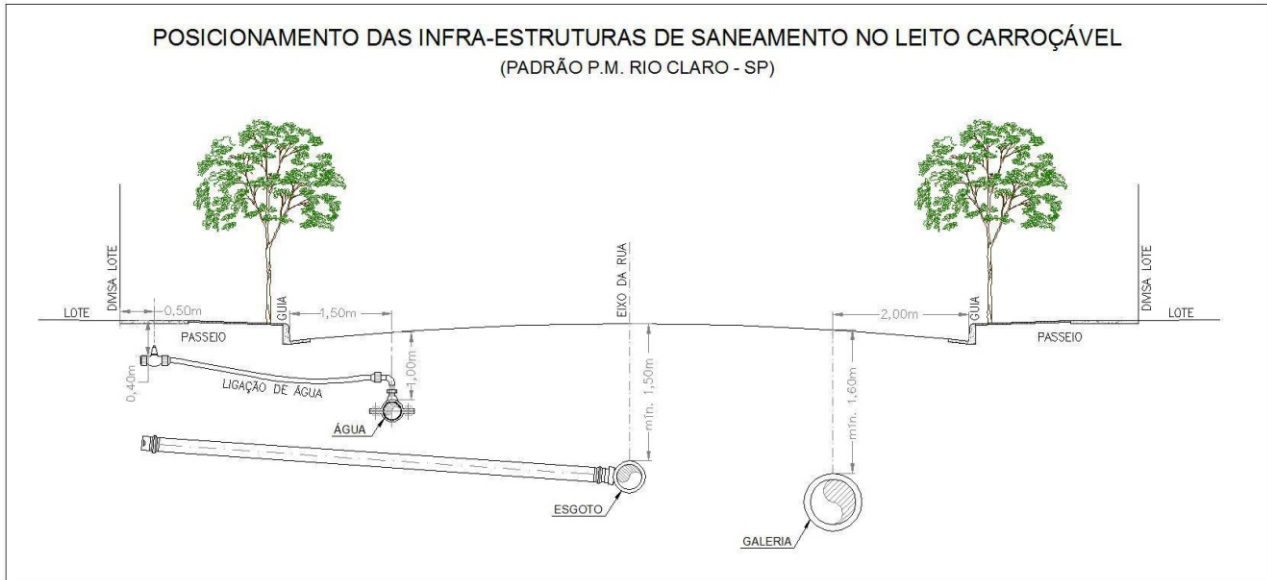 POSICIONAMENTO DAS INFRA-ESTRUTURAS DE SANEAMENTO NO LEITO CARROÇÁVEL
(PADRÃO P.M. RIO CLARO - SP)
DIVISA LOTE
LOTE
0,50m
PASSEIO
GUIA
1,50m
EIXO DA RUA
2,00m
GUIA
PASSEIO
DIVISA LOTE
LOTE
0,40m
LIGAÇÃO DE ÁGUA
1,00m
ÁGUA
mín. 1,50m
mín. 1,60m
ESGOTO
GALERIA